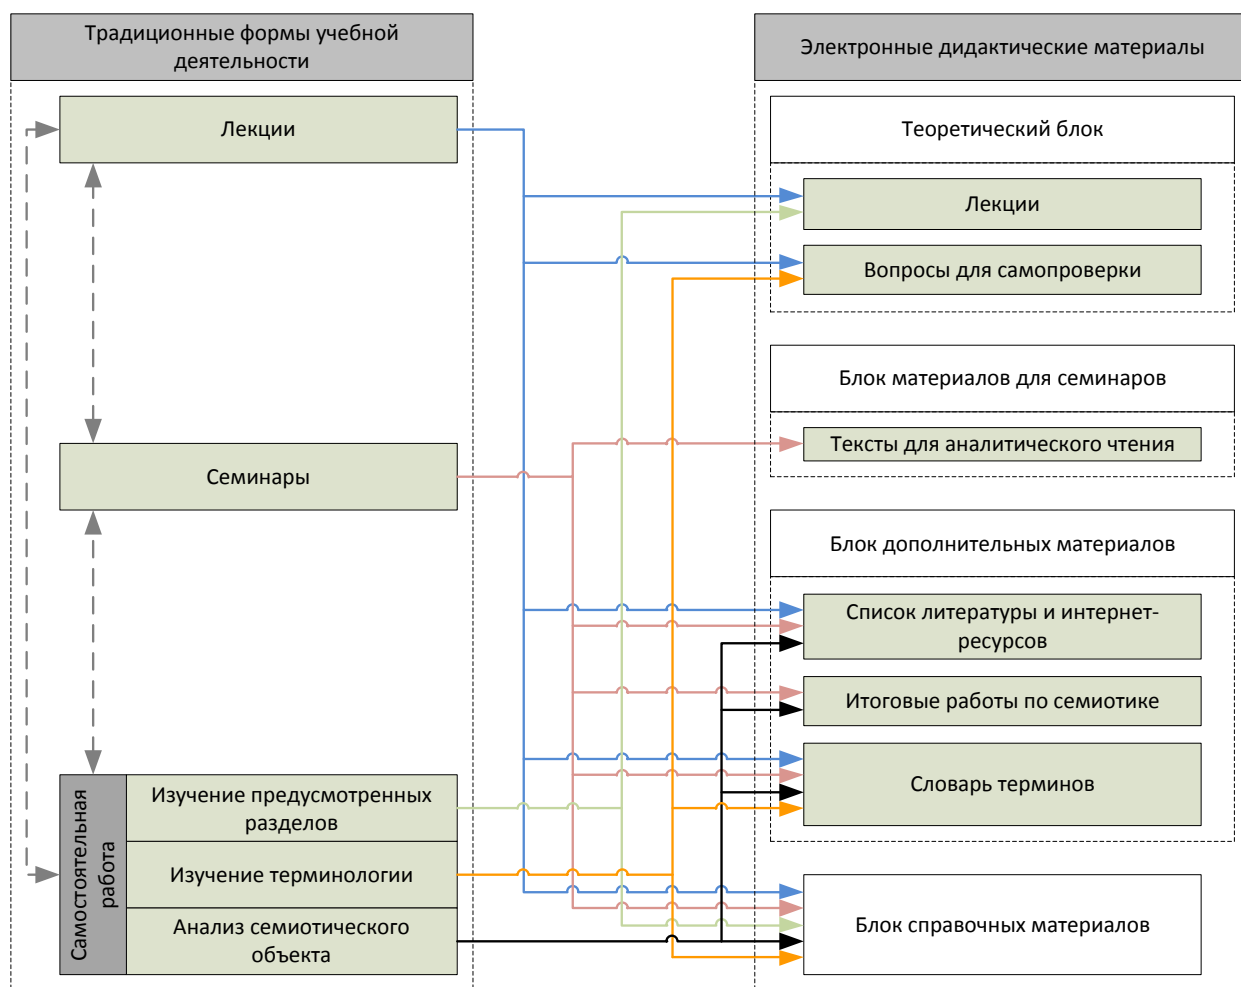 Традиционные формы учебной
деятельности
Лекции
Семинары
Самостоятельная
работа
Изучение предусмотренных
разделов
Изучение терминологии
Анализ семиотического
объекта
Электронные дидактические материалы
Теоретический блок
Лекции
Вопросы для самопроверки
Блок материалов для семинаров
Тексты для аналитического чтения
Блок дополнительных материалов
Список литературы и интернет-
ресурсов
Итоговые работы по семиотике
Словарь терминов
Блок справочных материалов